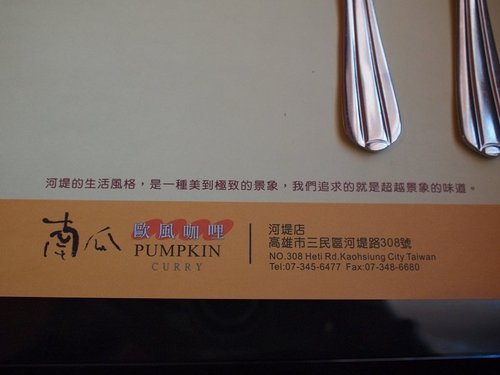 河堤的生活風格，是一種美到極致的景象，我們追求的就是超越景象的味道。
南瓜
歐風咖哩
PUMPKIN
CURRY
河堤店
高雄市三民區河堤路308號
NO.308 Heti Rd.Kaohsiung City Taiwan
Tel:07-345-6477 Fax:07-348-6680